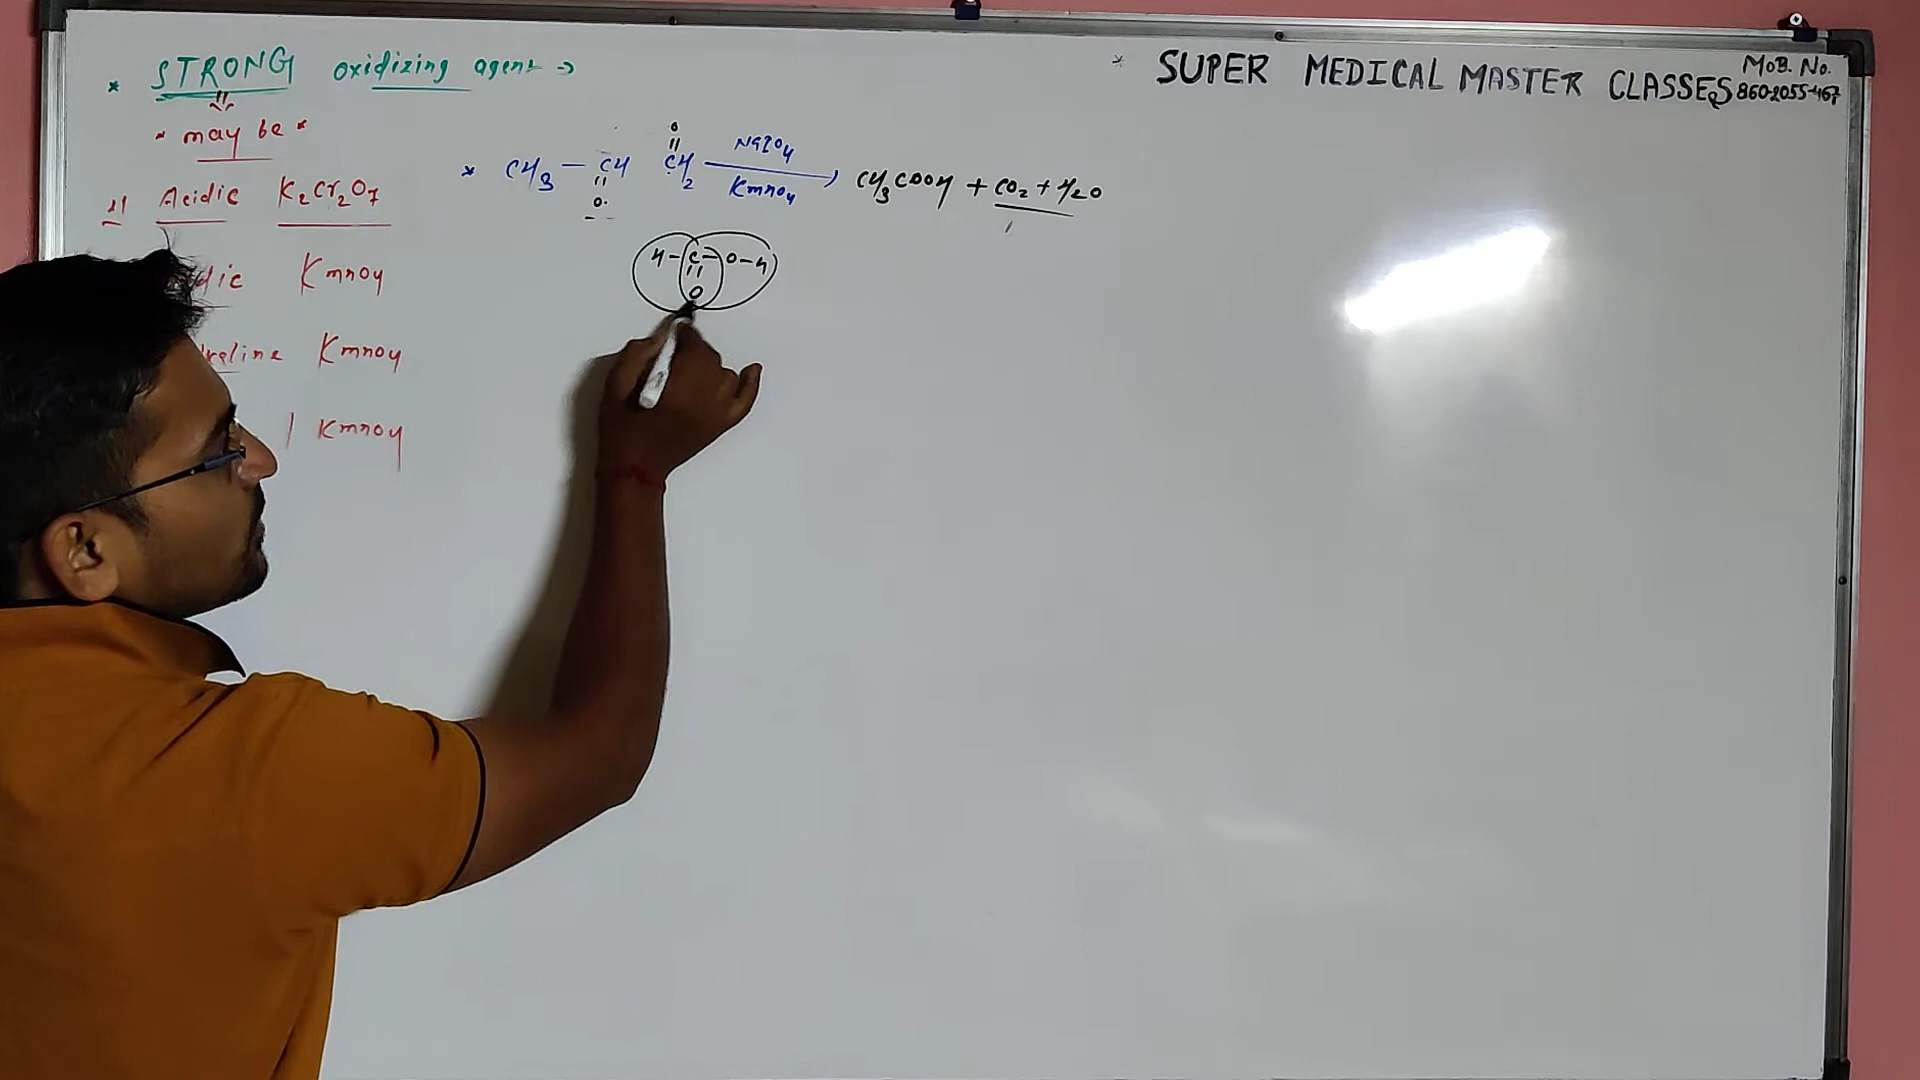 * STRONG oxidizing agent →
* SUPER MEDICAL MASTER CLASSES
MOB. NO.
860-2055-467
* may be *
1) Acidic K₂Cr₂O₇
dic KmnO4
kaline KmnO4
| KmnO4
O
||
* CH₃ — CH CH₂ NaIO4 → CH₃COOH + CO₂ + H₂O
|| KmnO4
O
H-C-O-H
||
O